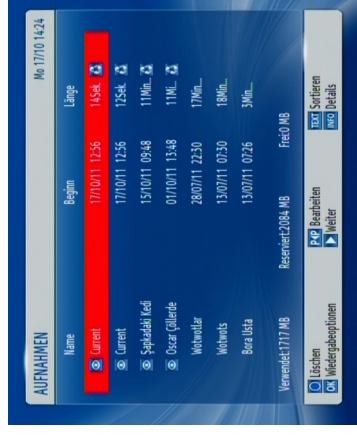 AUFNAHMEN Mo 17/10 14:24
Name Beginn Länge
Current 17/10/11 12:56 14Sek.
Current 17/10/11 12:56 12Sek.
Şapkadaki Kedi 15/10/11 09:48 11Min..
Oscar Çöllerde 01/10/11 13:48 11Mi..
Wotwotlar 28/07/11 22:30 17Min...
Wotwots 13/07/11 07:30 18Min..
Bora Usta 13/07/11 07:26 3Min....
Verwendet:1717 MB Reserviert:2084 MB Frei:0 MB
Löschen P<P Bearbeiten TEXT Sortieren
OK Wiedergabeoptionen Weiter INFO Details